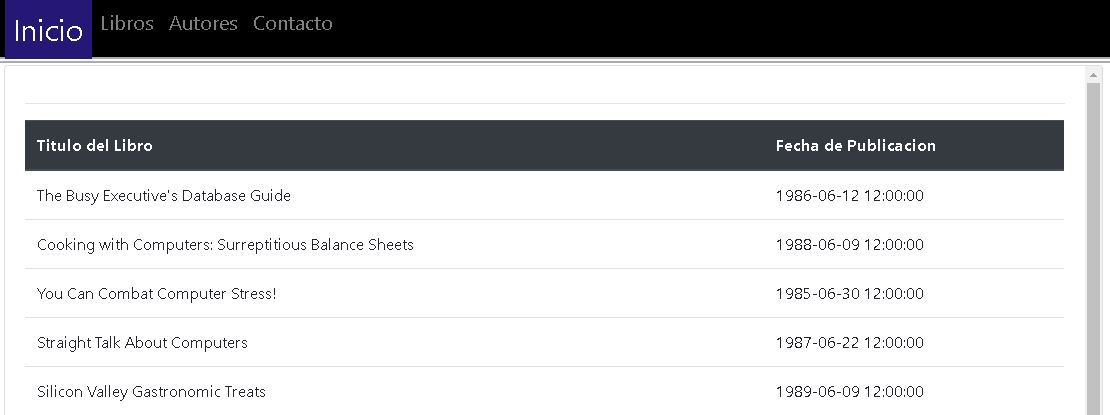 Inicio Libros Autores Contacto
Titulo del Libro Fecha de Publicacion
The Busy Executive's Database Guide 1986-06-12 12:00:00
Cooking with Computers: Surreptitious Balance Sheets 1988-06-09 12:00:00
You Can Combat Computer Stress! 1985-06-30 12:00:00
Straight Talk About Computers 1987-06-22 12:00:00
Silicon Valley Gastronomic Treats 1989-06-09 12:00:00